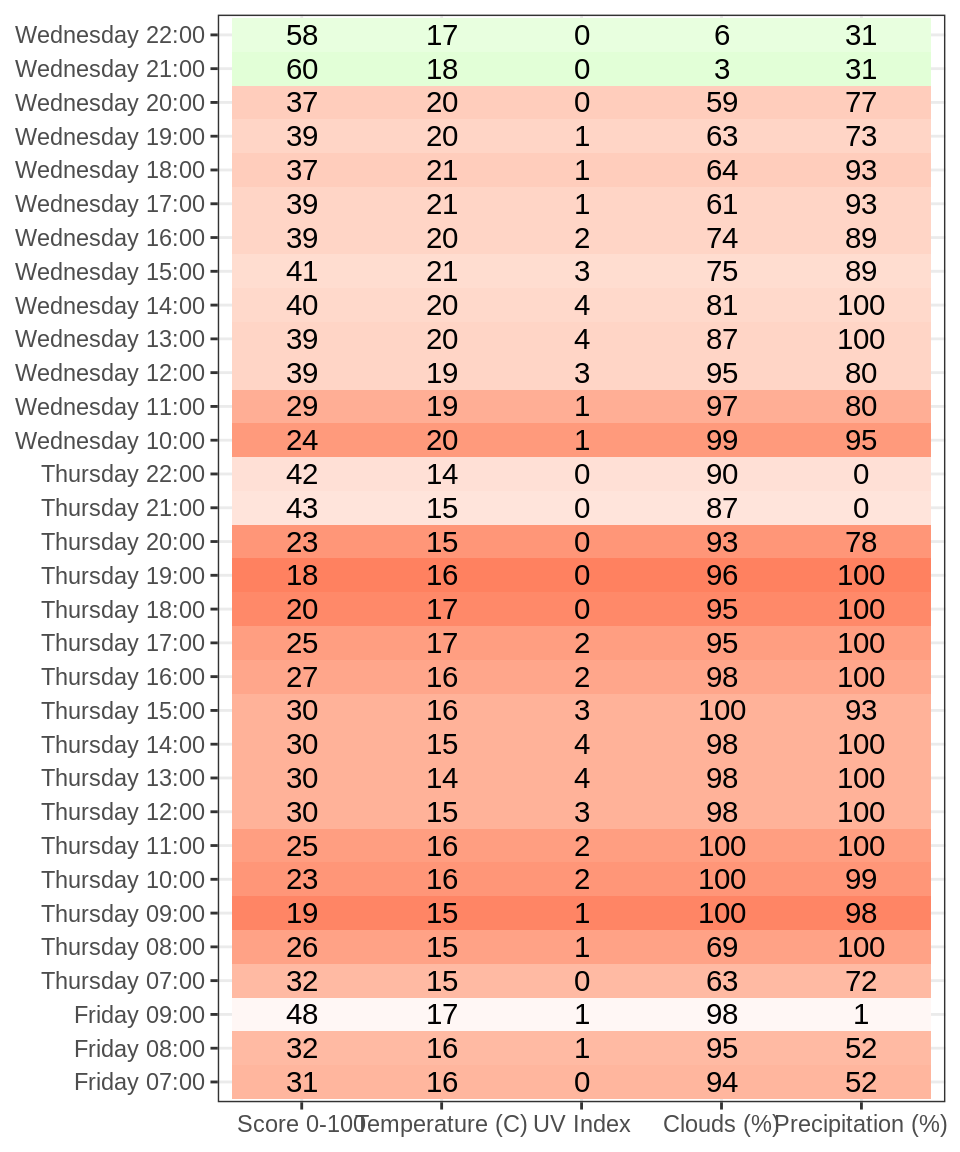 Wednesday 22:00 58 17 0 6 31
Wednesday 21:00 60 18 0 3 31
Wednesday 20:00 37 20 0 59 77
Wednesday 19:00 39 20 1 63 73
Wednesday 18:00 37 21 1 64 93
Wednesday 17:00 39 21 1 61 93
Wednesday 16:00 39 20 2 74 89
Wednesday 15:00 41 21 3 75 89
Wednesday 14:00 40 20 4 81 100
Wednesday 13:00 39 20 4 87 100
Wednesday 12:00 39 19 3 95 80
Wednesday 11:00 29 19 1 97 80
Wednesday 10:00 24 20 1 99 95
Thursday 22:00 42 14 0 90 0
Thursday 21:00 43 15 0 87 0
Thursday 20:00 23 15 0 93 78
Thursday 19:00 18 16 0 96 100
Thursday 18:00 20 17 0 95 100
Thursday 17:00 25 17 2 95 100
Thursday 16:00 27 16 2 98 100
Thursday 15:00 30 16 3 100 93
Thursday 14:00 30 15 4 98 100
Thursday 13:00 30 14 4 98 100
Thursday 12:00 30 15 3 98 100
Thursday 11:00 25 16 2 100 100
Thursday 10:00 23 16 2 100 99
Thursday 09:00 19 15 1 100 98
Thursday 08:00 26 15 1 69 100
Thursday 07:00 32 15 0 63 72
Friday 09:00 48 17 1 98 1
Friday 08:00 32 16 1 95 52
Friday 07:00 31 16 0 94 52
Score 0-100 Temperature (C) UV Index Clouds (%) Precipitation (%)